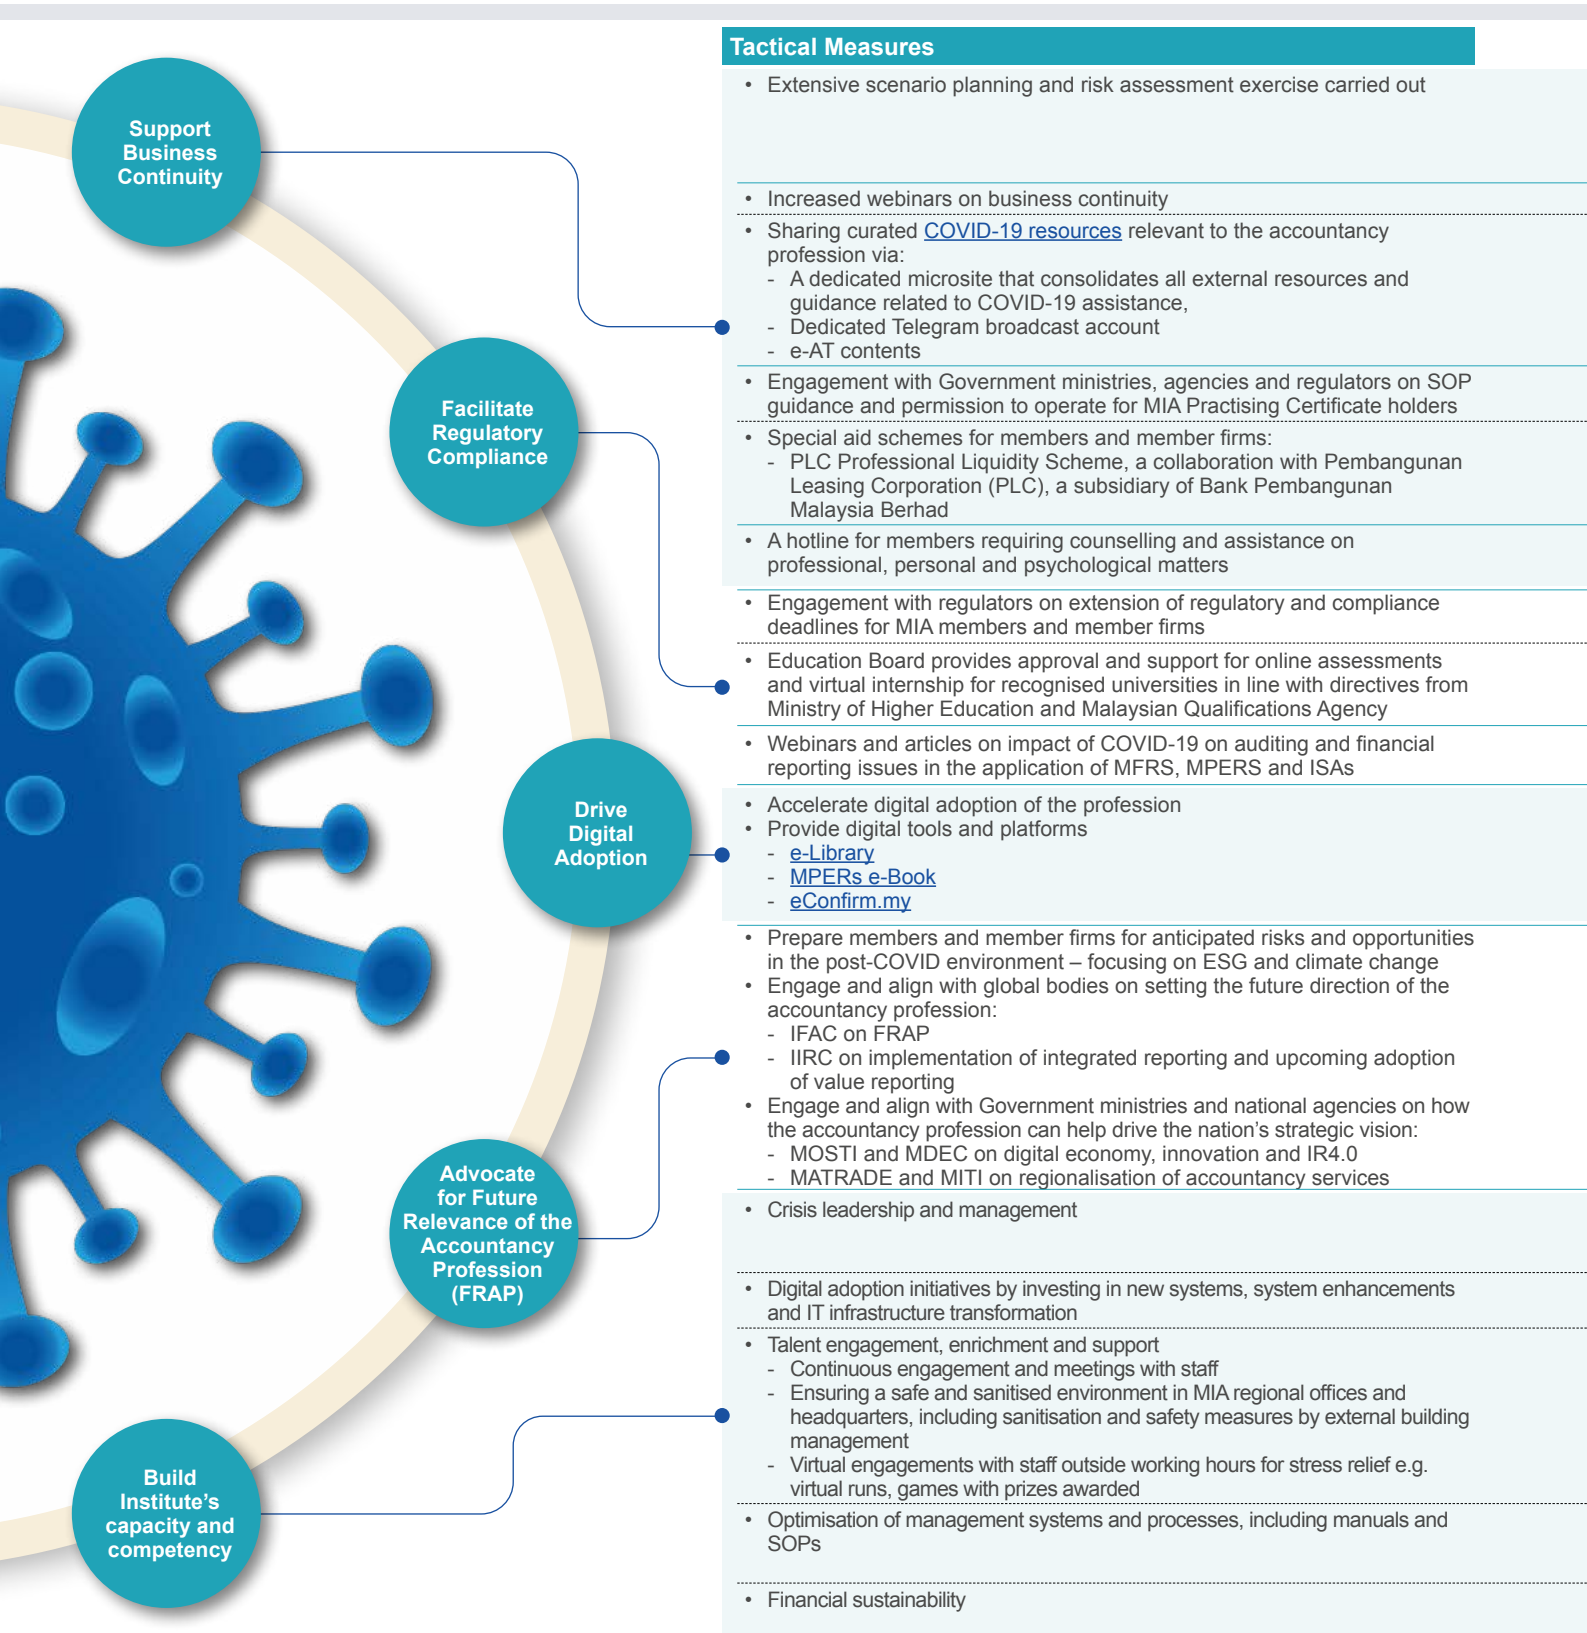 Tactical Measures
Support
Business
Continuity
• Extensive scenario planning and risk assessment exercise carried out
• Increased webinars on business continuity
• Sharing curated COVID-19 resources relevant to the accountancy
profession via:
- A dedicated microsite that consolidates all external resources and
guidance related to COVID-19 assistance,
- Dedicated Telegram broadcast account
- e-AT contents
• Engagement with Government ministries, agencies and regulators on SOP
guidance and permission to operate for MIA Practising Certificate holders
• Special aid schemes for members and member firms:
- PLC Professional Liquidity Scheme, a collaboration with Pembangunan
Leasing Corporation (PLC), a subsidiary of Bank Pembangunan
Malaysia Berhad
• A hotline for members requiring counselling and assistance on
professional, personal and psychological matters
Facilitate
Regulatory
Compliance
• Engagement with regulators on extension of regulatory and compliance
deadlines for MIA members and member firms
• Education Board provides approval and support for online assessments
and virtual internship for recognised universities in line with directives from
Ministry of Higher Education and Malaysian Qualifications Agency
• Webinars and articles on impact of COVID-19 on auditing and financial
reporting issues in the application of MFRS, MPERS and ISAs
Drive
Digital
Adoption
• Accelerate digital adoption of the profession
• Provide digital tools and platforms
- e-Library
- MPERs e-Book
- eConfirm.my
Advocate
for Future
Relevance of the
Accountancy
Profession
(FRAP)
• Prepare members and member firms for anticipated risks and opportunities
in the post-COVID environment – focusing on ESG and climate change
• Engage and align with global bodies on setting the future direction of the
accountancy profession:
- IFAC on FRAP
- IIRC on implementation of integrated reporting and upcoming adoption
of value reporting
• Engage and align with Government ministries and national agencies on how
the accountancy profession can help drive the nation's strategic vision:
- MOSTI and MDEC on digital economy, innovation and IR4.0
- MATRADE and MITI on regionalisation of accountancy services
Build
Institute's
capacity and
competency
• Crisis leadership and management
• Digital adoption initiatives by investing in new systems, system enhancements
and IT infrastructure transformation
• Talent engagement, enrichment and support
- Continuous engagement and meetings with staff
- Ensuring a safe and sanitised environment in MIA regional offices and
headquarters, including sanitisation and safety measures by external building
management
- Virtual engagements with staff outside working hours for stress relief e.g.
virtual runs, games with prizes awarded
• Optimisation of management systems and processes, including manuals and
SOPs
• Financial sustainability